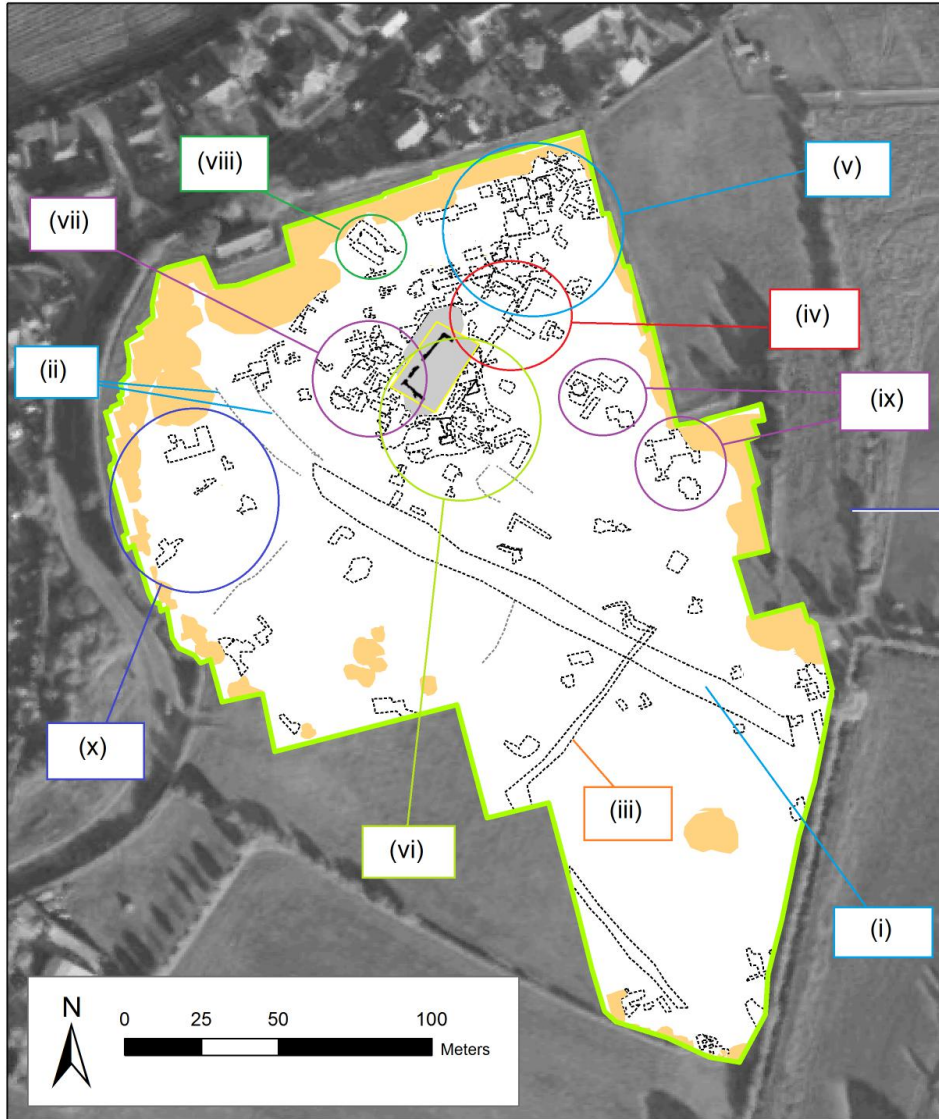 (viii)
(v)
(vii)
(iv)
(ii)
(ix)
(x)
(iii)
(vi)
(i)
N
0 25 50 100
Meters